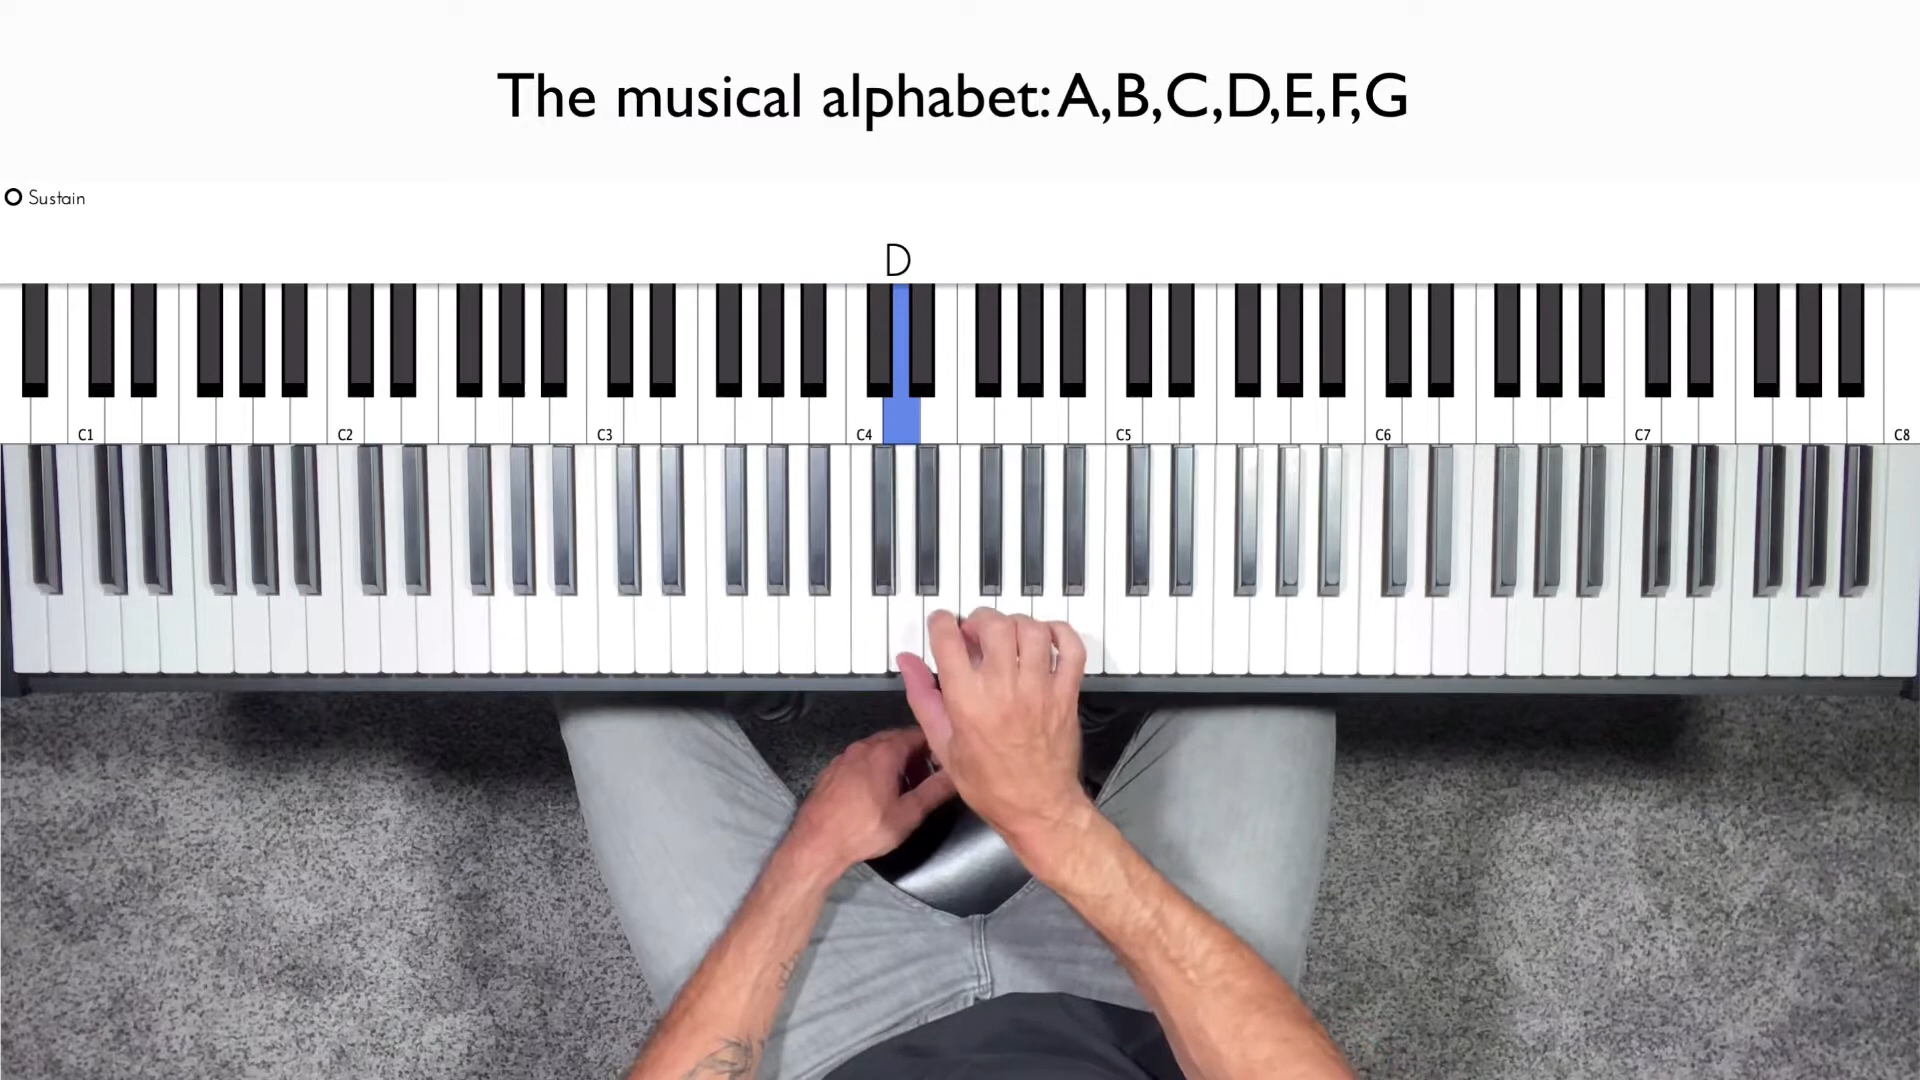 The musical alphabet: A,B,C,D,E,F,G
Sustain
D
C1 C2 C3 C4 C5 C6 C7 C8